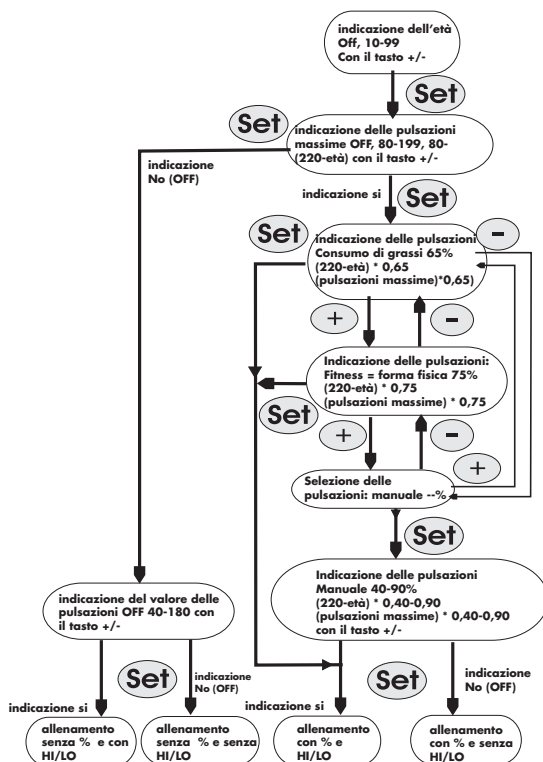 indicazione dell'età
Off, 10-99
Con il tasto +/-
Set
Set
indicazione delle pulsazioni
massime OFF, 80-199, 80-
(220-età) con il tasto +/-
indicazione
No (OFF)
indicazione si
Set
Set
-
indicazione delle pulsazioni
Consumo di grassi 65%
(220-età) * 0,65
(pulsazioni massime)*0,65)
+
-
Indicazione delle pulsazioni:
Fitness = forma fisica 75%
(220-età) * 0,75
(pulsazioni massime) * 0,75
Set
+
-
+
Selezione delle
pulsazioni: manuale --%
Set
Indicazione delle pulsazioni
Manuale 40-90%
(220-età) * 0,40-0,90
(pulsazioni massime) * 0,40-0,90
con il tasto +/-
indicazione del valore delle
pulsazioni OFF 40-180 con
il tasto +/-
Set
indicazione
No (OFF)
indicazione si
Set
indicazione
No (OFF)
indicazione si
allenamento
senza % e con
HI/LO
allenamento
senza % e senza
HI/LO
allenamento
con % e
HI/LO
allenamento
con % e senza
HI/LO